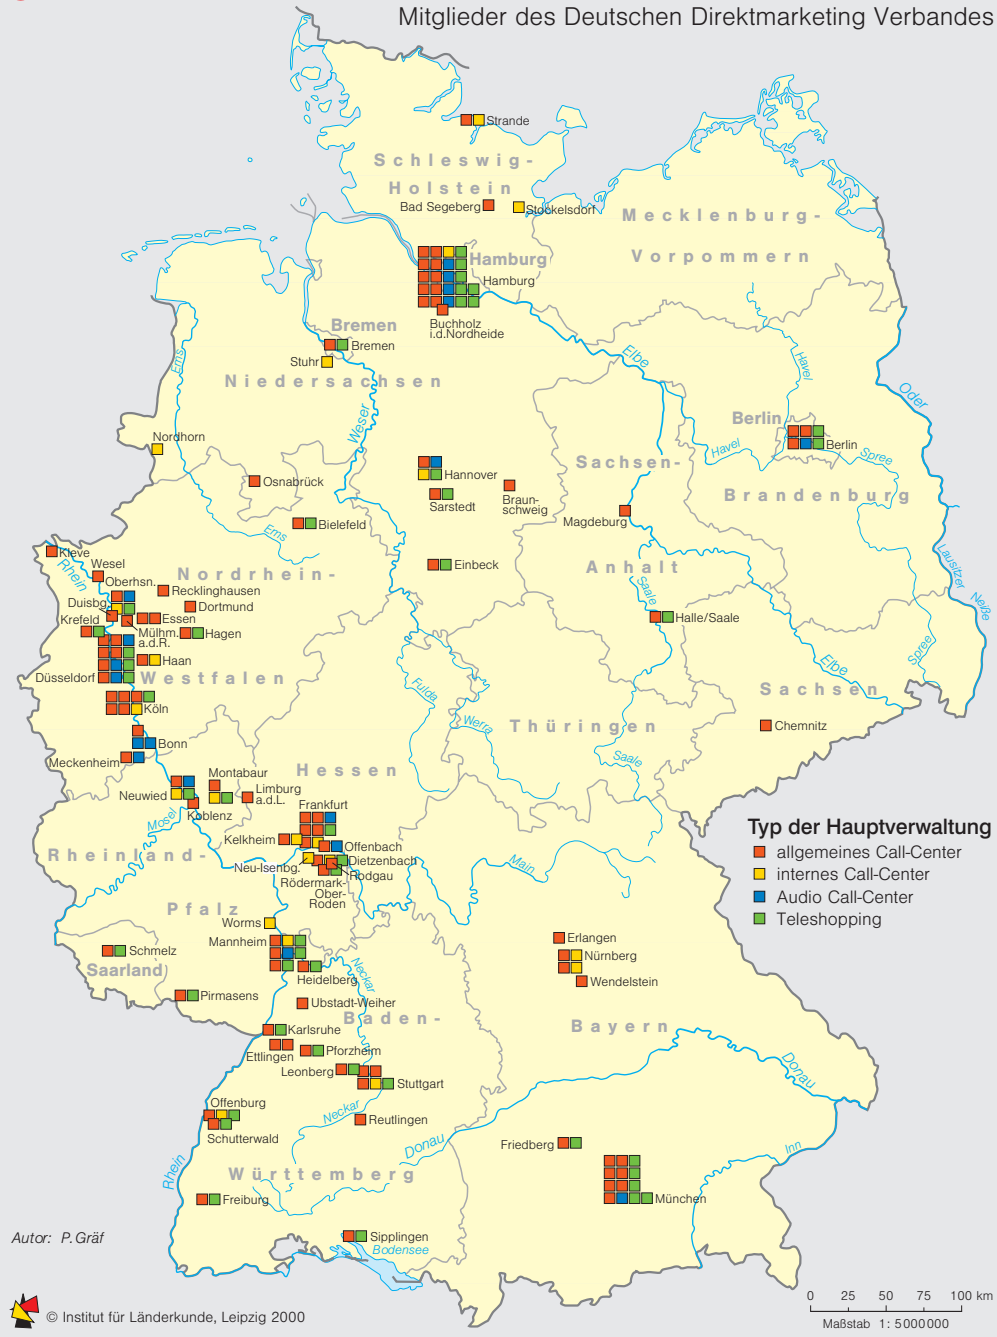 Mitglieder des Deutschen Direktmarketing Verbandes
Strande
Schleswig-
Holstein
Bad Segeberg
Stockelsdorf
Mecklenburg-
Vorpommern
Hamburg
Hamburg
Buchholz
i.d.Nordheide
Bremen
Bremen
Stuhr
Niedersachsen
Ems
Weser
Elbe
Havel
Oder
Berlin
Berlin
Havel
Spree
Nordhorn
Osnabrück
Hannover
Sarstedt
Braun-
schweig
Sachsen-
Magdeburg
Brandenburg
Bielefeld
Ems
Einbeck
Anhalt
Saale
Lausitzer
Neiße
Kleve
Rhein
Wesel
Oberhsn.
Nordrhein-
Recklinghausen
Duisbg.
Dortmund
Krefeld
Essen
Mülhm.
a.d.R.
Hagen
Halle/Saale
Haan
Düsseldorf
Westfalen
Elbe
Spree
Sachsen
Köln
Fulda
Werra
Thüringen
Chemnitz
Bonn
Meckenheim
Saale
Hessen
Montabaur
Limburg
a.d.L.
Neuwied
Koblenz
Mosel
Frankfurt
Kelkheim
Offenbach
Dietzenbach
Neu-Isenbg.
Rodgau
Rödermark-
Ober-
Roden
Main
Rheinland-
Pfalz
Typ der Hauptverwaltung
allgemeines Call-Center
internes Call-Center
Audio Call-Center
Teleshopping
Worms
Mannheim
Heidelberg
Schmelz
Saarland
Pirmasens
Neckar
Ubstadt-Weiher
Baden-
Erlangen
Nürnberg
Wendelstein
Bayern
Karlsruhe
Ettlingen
Pforzheim
Leonberg
Stuttgart
Offenburg
Schutterwald
Neckar
Reutlingen
Donau
Donau
Inn
Friedberg
München
Rhein
Württemberg
Freiburg
Sipplingen
Bodensee
Autor: P. Gräf
© Institut für Länderkunde, Leipzig 2000
0 25 50 75 100 km
Maßstab 1: 5000000